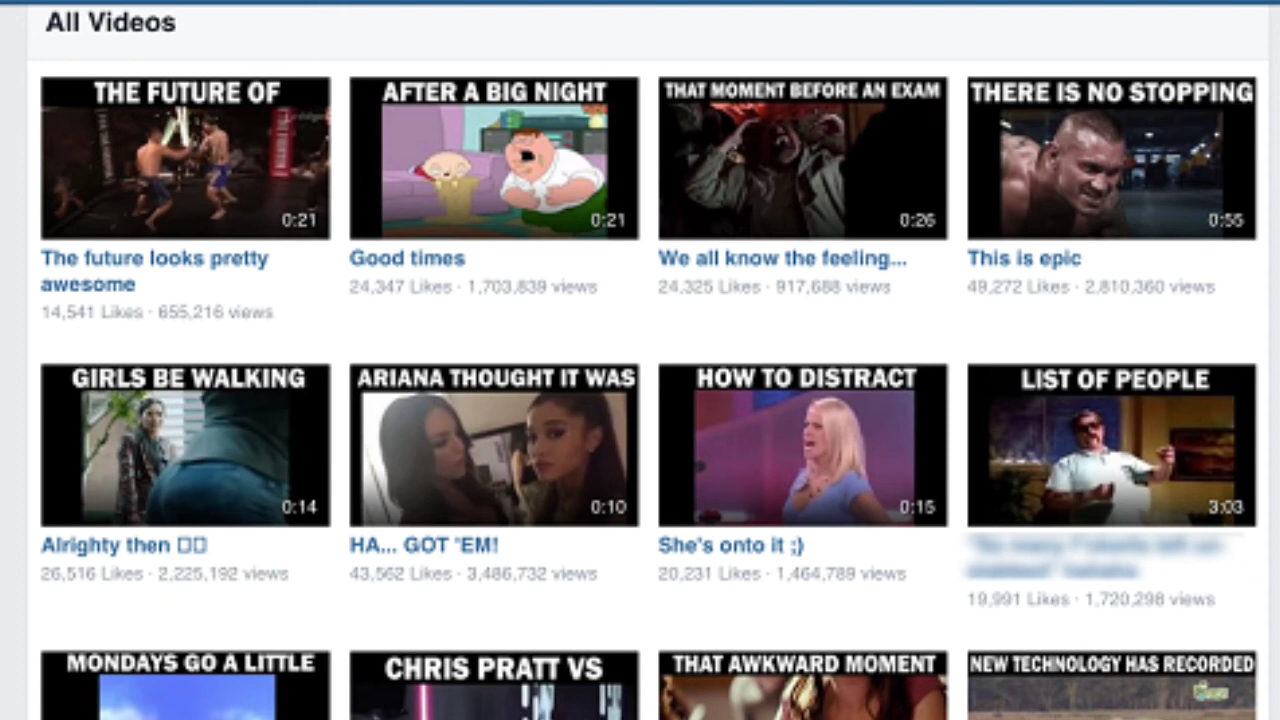 All Videos
THE FUTURE OF
AFTER A BIG NIGHT
THAT MOMENT BEFORE AN EXAM
THERE IS NO STOPPING
0:21
0:21
0:26
0:55
The future looks pretty
awesome
14,541 Likes · 655,216 views
Good times
24,347 Likes · 1,703,839 views
We all know the feeling...
24,325 Likes · 917,688 views
This is epic
49,272 Likes · 2,810,360 views
GIRLS BE WALKING
ARIANA THOUGHT IT WAS
HOW TO DISTRACT
LIST OF PEOPLE
0:14
0:10
0:15
3:03
Alrighty then
26,516 Likes · 2,225,192 views
HA... GOT 'EM!
43,562 Likes · 3,486,732 views
She's onto it ;)
20,231 Likes · 1,464,789 views
19,991 Likes · 1,720,298 views
MONDAYS GO A LITTLE
CHRIS PRATT VS
THAT AWKWARD MOMENT
NEW TECHNOLOGY HAS RECORDED